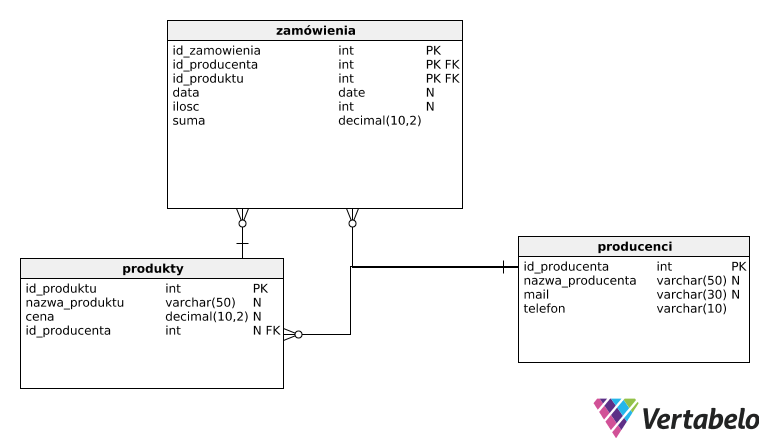 zamówienia
id_zamowienia int PK
id_producenta int PK FK
id_produktu int PK FK
data date N
ilosc int N
suma decimal(10,2)
produkty
id_produktu int PK
nazwa_produktu varchar(50) N
cena decimal(10,2) N
id_producenta int N FK
producenci
id_producenta int PK
nazwa_producenta varchar(50) N
mail varchar(30) N
telefon varchar(10)
Vertabelo